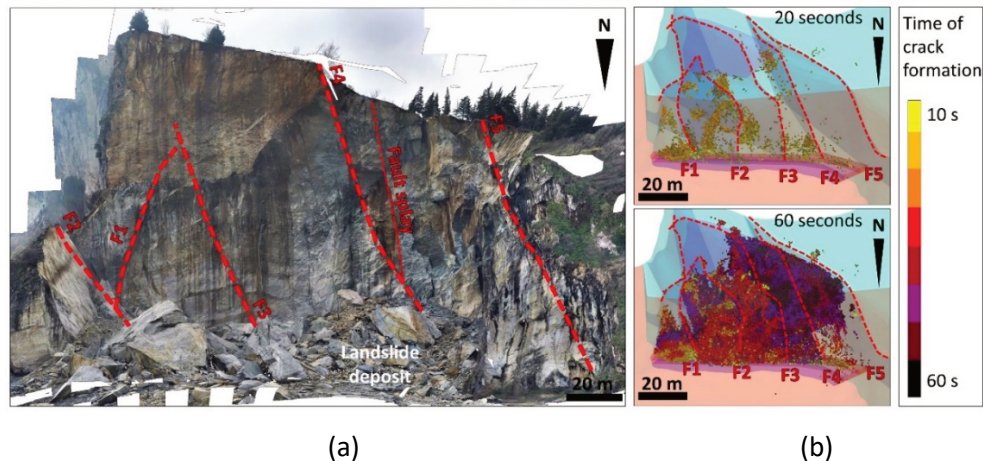 N
F4
Fault splay
F5
F2
F1
F3
Landslide
deposit
20 m
(a)
20 seconds
N
F1 F2 F3 F4 F5
20 m
60 seconds
N
F1 F2 F3 F4 F5
20 m
(b)
Time of
crack
formation
10 s
60 s